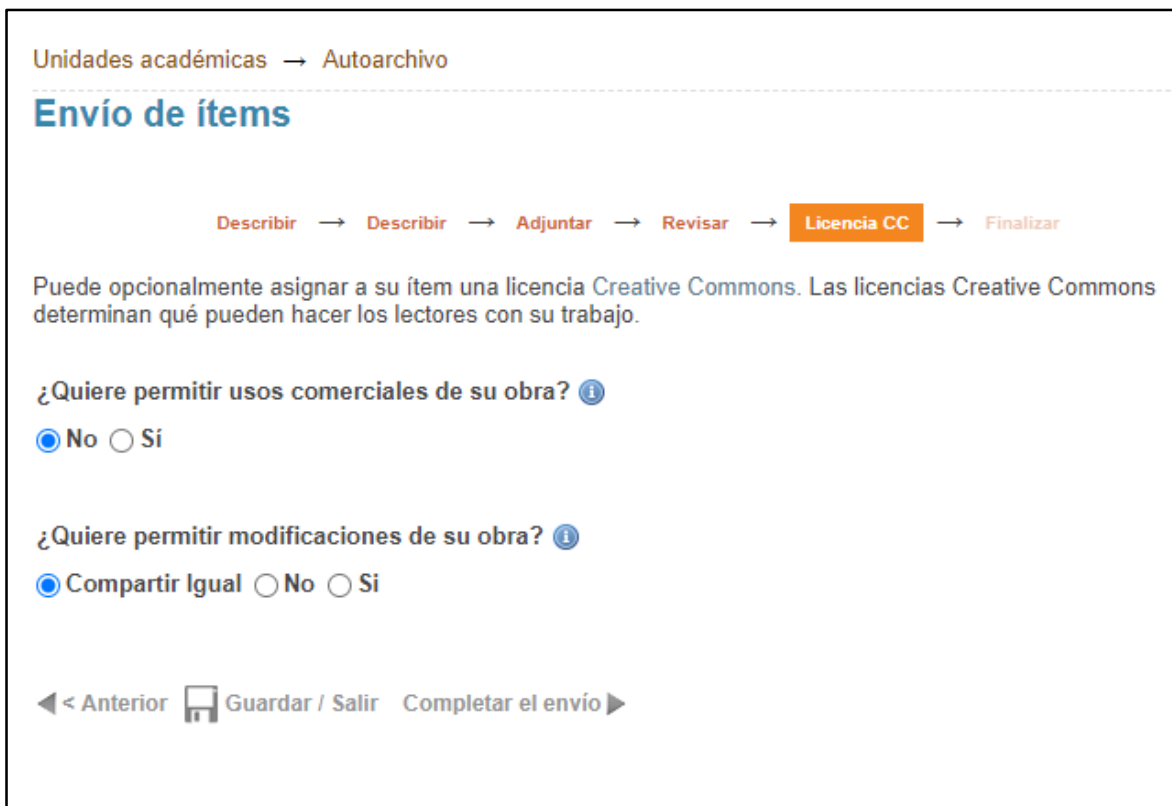 Unidades académicas → Autoarchivo
Envío de ítems
Describir → Describir → Adjuntar → Revisar → Licencia CC → Finalizar
Puede opcionalmente asignar a su ítem una licencia Creative Commons. Las licencias Creative Commons
determinan qué pueden hacer los lectores con su trabajo.
¿Quiere permitir usos comerciales de su obra?
No Sí
¿Quiere permitir modificaciones de su obra?
Compartir Igual No Si
< Anterior Guardar / Salir Completar el envío